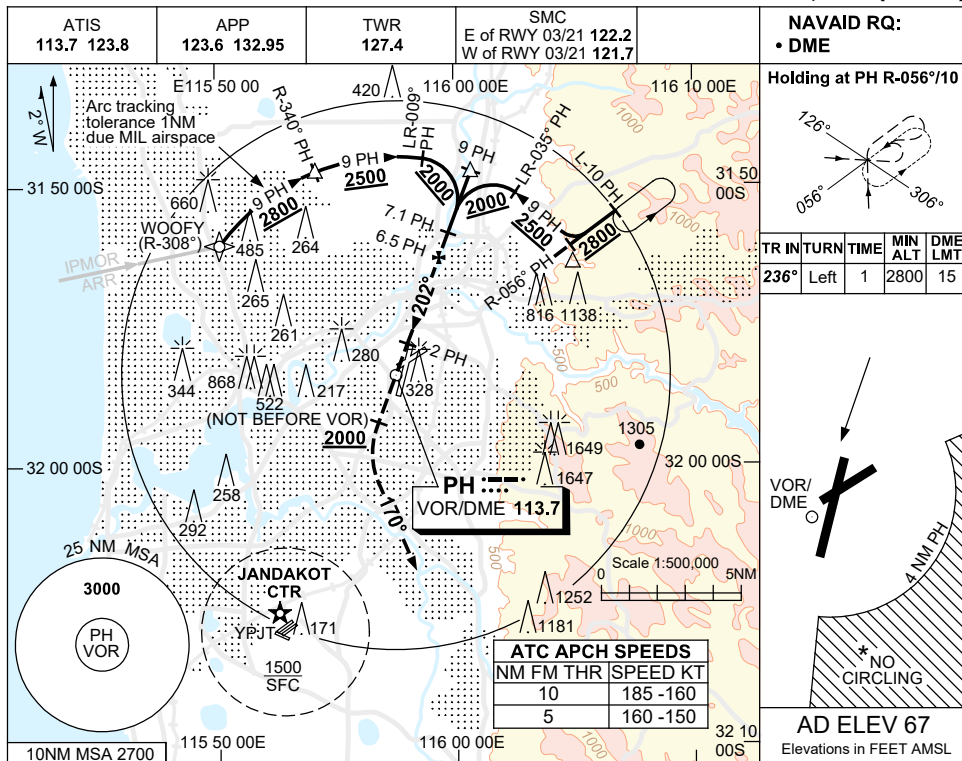 ATIS
113.7 123.8
APP
123.6 132.95
TWR
127.4
SMC
E of RWY 03/21 122.2
W of RWY 03/21 121.7
NAVAID RQ:
• DME
E115 50 00
116 00 00E
116 10 00E
2° W
Arc tracking
tolerance 1NM
due MIL airspace
420
R-340° PH
LR-009°
PH
9 PH
LR-035° PH
L-10 PH
1000
31 50 00S
31 50
00S
9 PH
2500
2000
2000
9 PH
2500
2800
9 PH
2800
660
WOOFY
(R-308°)
485
264
7.1 PH
6.5 PH
1000
IPMOR
ARR
265
261
202°
R-056° PH
816
1138
500
500
344
868
522
280
217
2 PH
328
(NOT BEFORE VOR)
2000
1305
1649
1647
32 00 00S
32 00 00S
258
292
170°
PH
VOR/DME 113.7
1000
500
25 NM MSA
3000
PH
VOR
JANDAKOT
CTR
YPJT
171
1500
SFC
Scale 1:500,000
0
5NM
1252
1181
ATC APCH SPEEDS
NM FM THR
SPEED KT
10
185 -160
5
160 -150
10NM MSA 2700
115 50 00E
116 00 00E
32 10
00S
Holding at PH R-056°/10
126°
056°
306°
TR IN
TURN
TIME
MIN
ALT
DME
LMT
236°
Left
1
2800
15
VOR/
DME
4 NM PH
*NO
CIRCLING
AD ELEV 67
Elevations in FEET AMSL